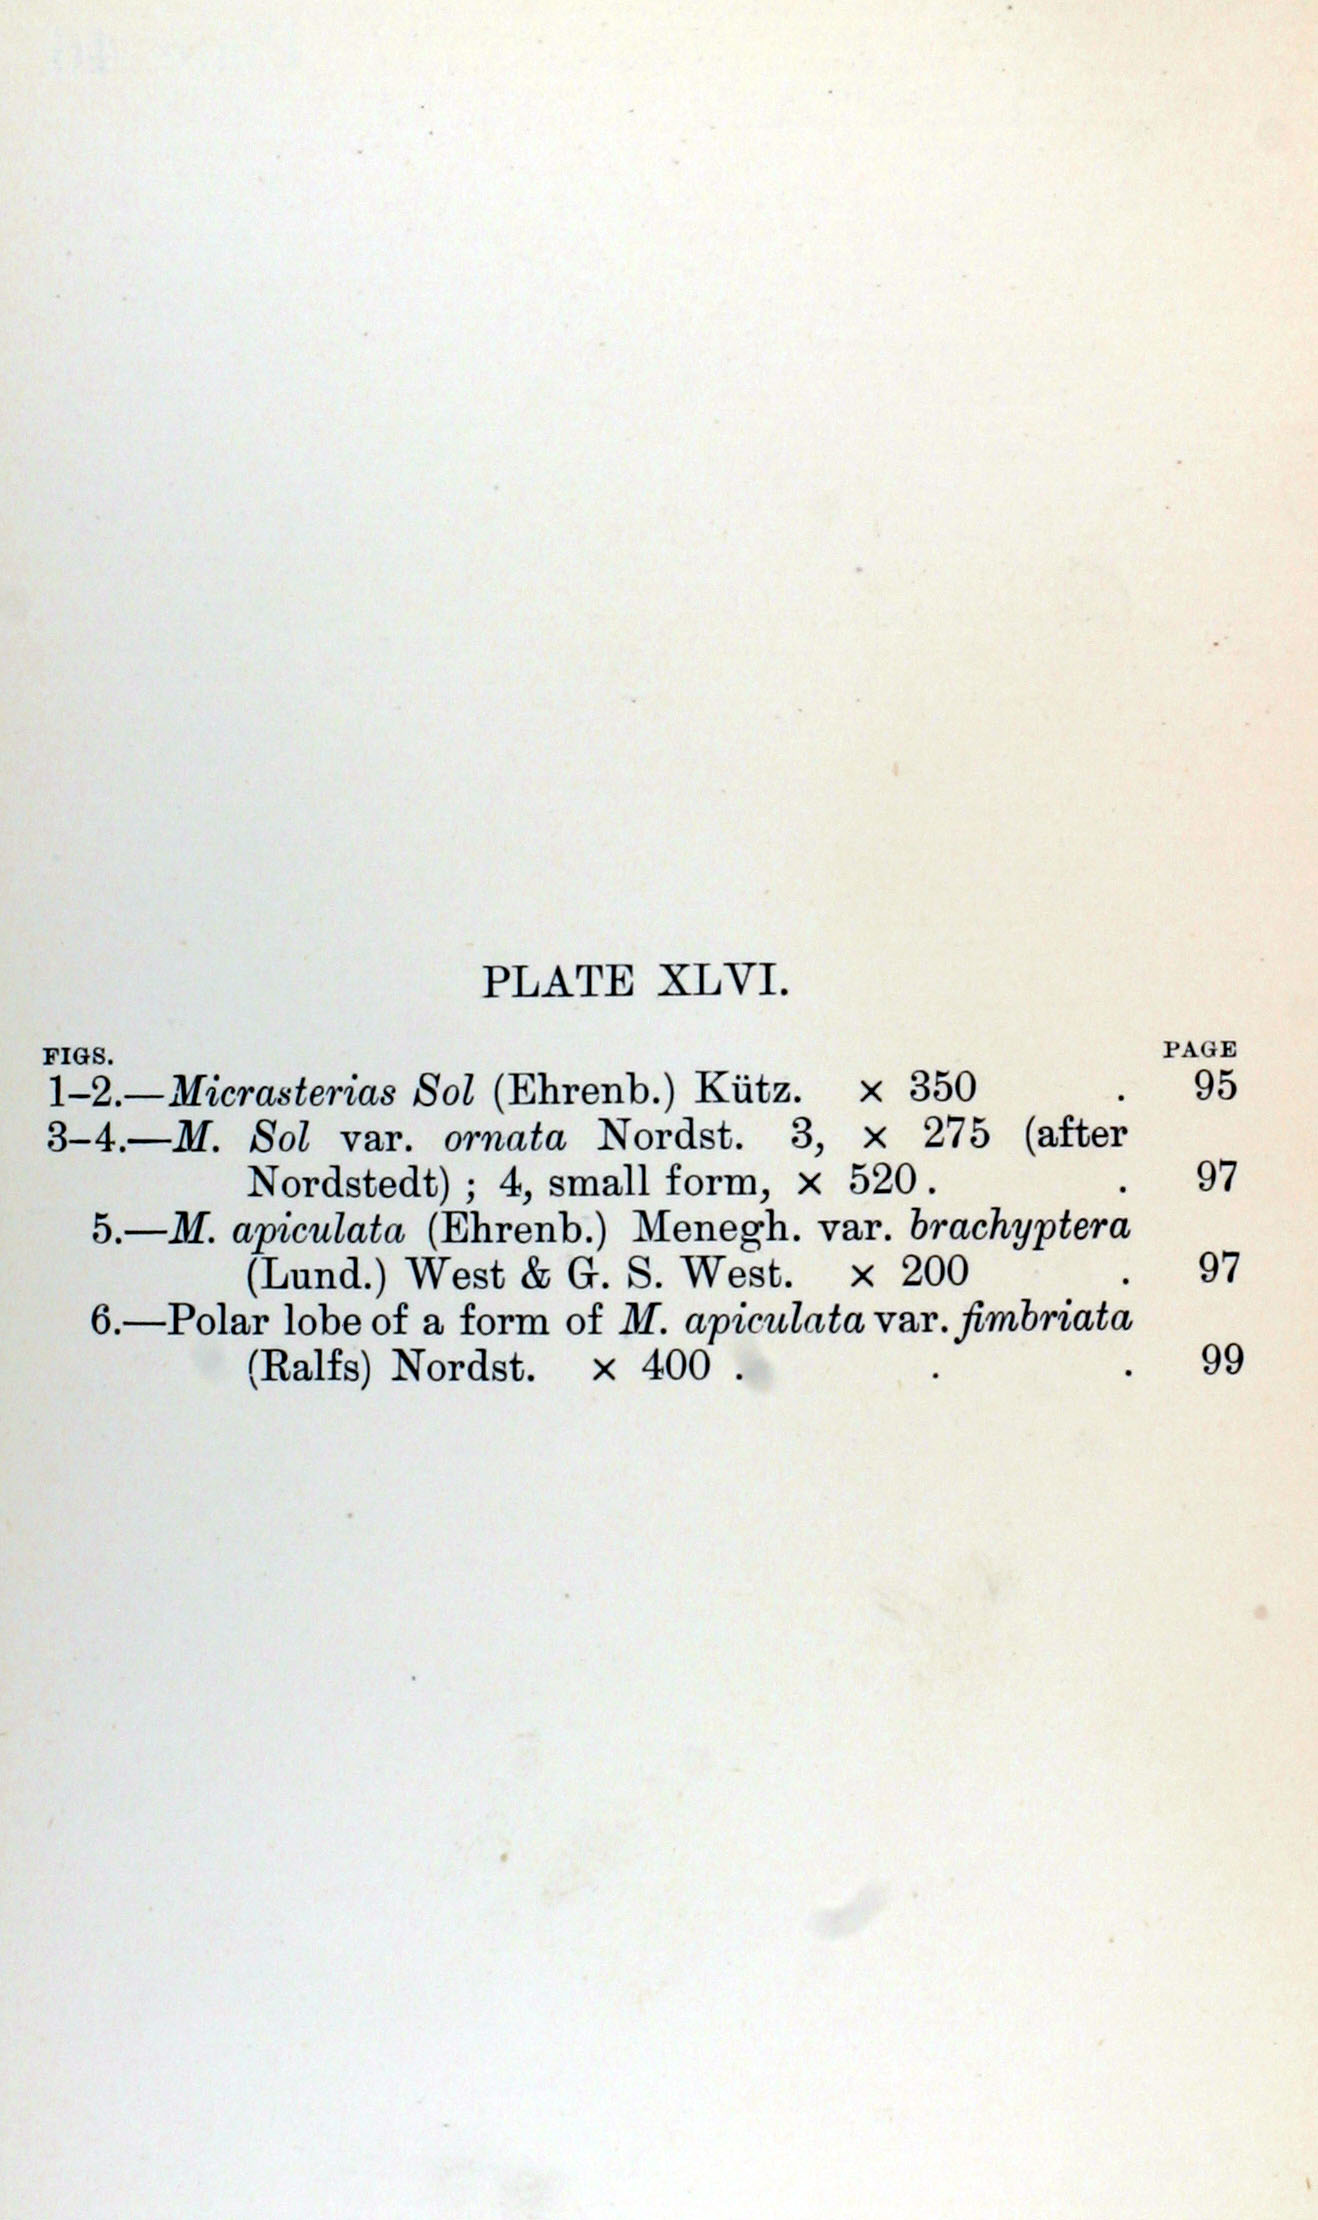 PLATE XLVI.
FIGS. PAGE
1–2.—Micrasterias Sol (Ehrenb.) Kütz. × 350 . 95
3–4.—M. Sol var. ornata Nordst. 3, × 275 (after
Nordstedt) ; 4, small form, × 520 . . 97
5.—M. apiculata (Ehrenb.) Menegh. var. brachyptera
(Lund.) West & G. S. West. × 200 . 97
6.—Polar lobe of a form of M. apiculata var. fimbriata
(Ralfs) Nordst. × 400 . . . 99